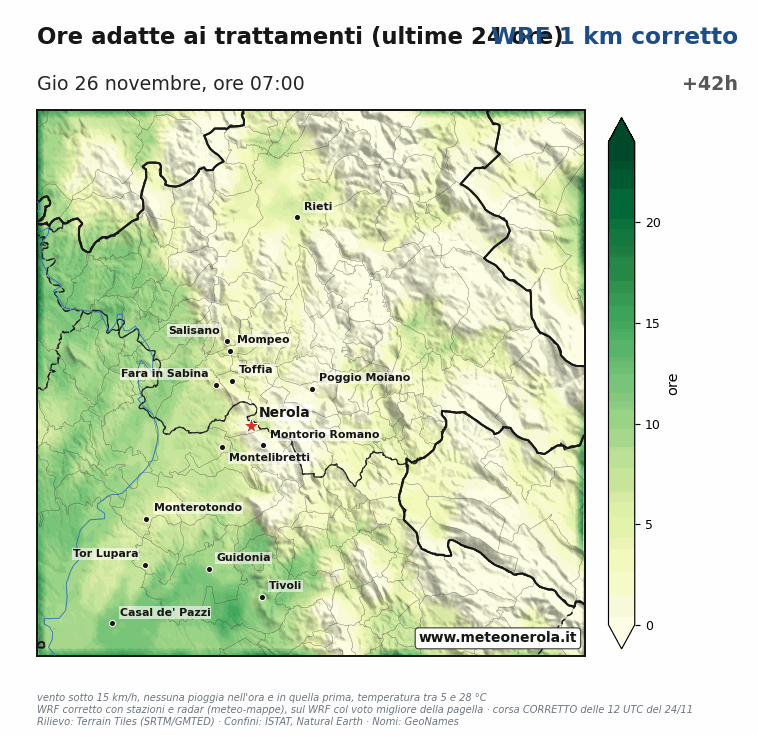 Ore adatte ai trattamenti (ultime 24 ore)
WRF 1 km corretto
Gio 26 novembre, ore 07:00
+42h
Rieti
Salisano
Mompeo
Toffia
Fara in Sabina
Poggio Moiano
Nerola
Montorio Romano
Montelibretti
Monterotondo
Tor Lupara
Guidonia
Tivoli
Casal de' Pazzi
www.meteonerola.it
20
15
10
5
0
ore
vento sotto 15 km/h, nessuna pioggia nell'ora e in quella prima, temperatura tra 5 e 28 °C
WRF corretto con stazioni e radar (meteo-mappe), sul WRF col voto migliore della pagella · corsa CORRETTO delle 12 UTC del 24/11
Rilievo: Terrain Tiles (SRTM/GMTED) · Confini: ISTAT, Natural Earth · Nomi: GeoNames